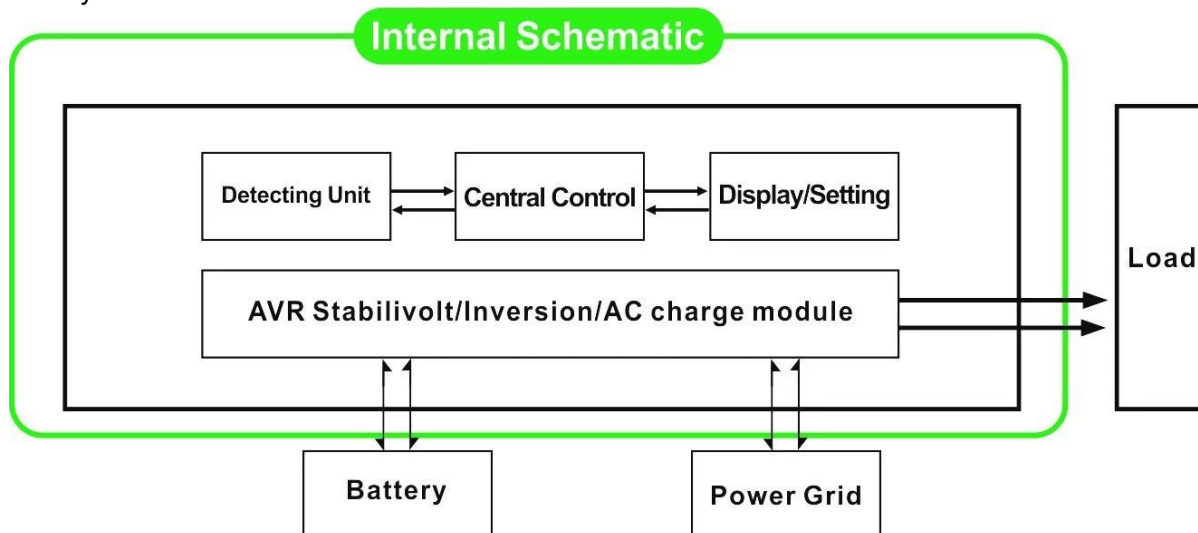 Internal Schematic
Detecting Unit
Central Control
Display/Setting
Load
AVR Stabilivolt/Inversion/AC charge module
Battery
Power Grid